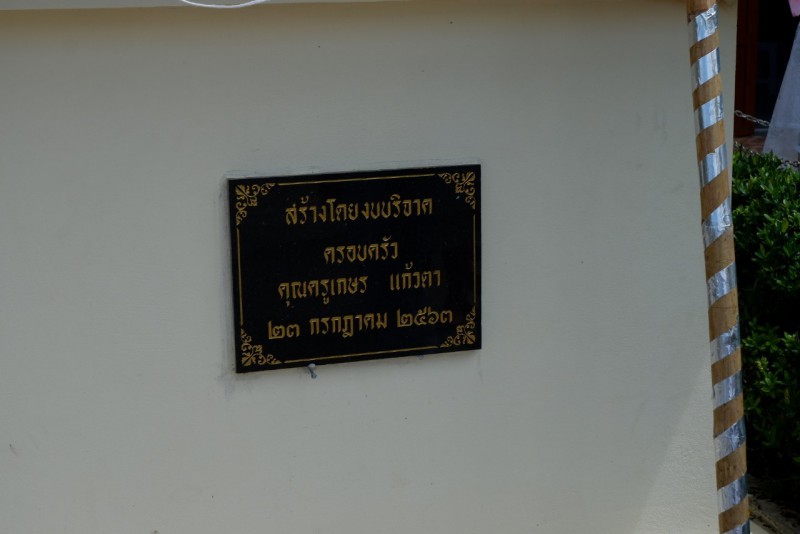 สร้างโดยงบบริจาค
ครอบครัว
คุณครูเกษร แก้วตา
๒๓ กรกฎาคม ๒๕๖๓